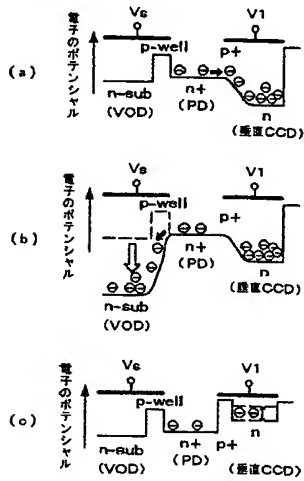 (a)
電子のポテンシャル
Vs
V1
p-well
p+
n-sub
(VOD)
n+
(PD)
n
(垂直CCD)
(b)
電子のポテンシャル
Vs
V1
p-well
p+
n-sub
(VOD)
n+
(PD)
n
(垂直CCD)
(c)
電子のポテンシャル
Vs
V1
p-well
n-sub
(VOD)
n+
(PD)
p+
n
(垂直CCD)